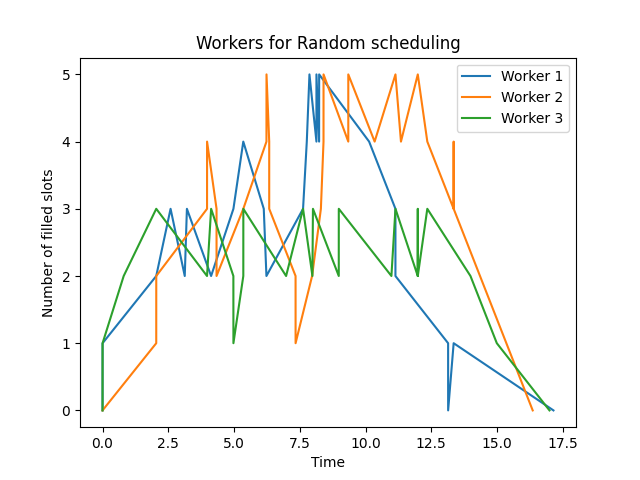 Workers for Random scheduling
Worker 1
Worker 2
Worker 3
Number of filled slots
5
4
3
2
1
0
0.0 2.5 5.0 7.5 10.0 12.5 15.0 17.5
Time